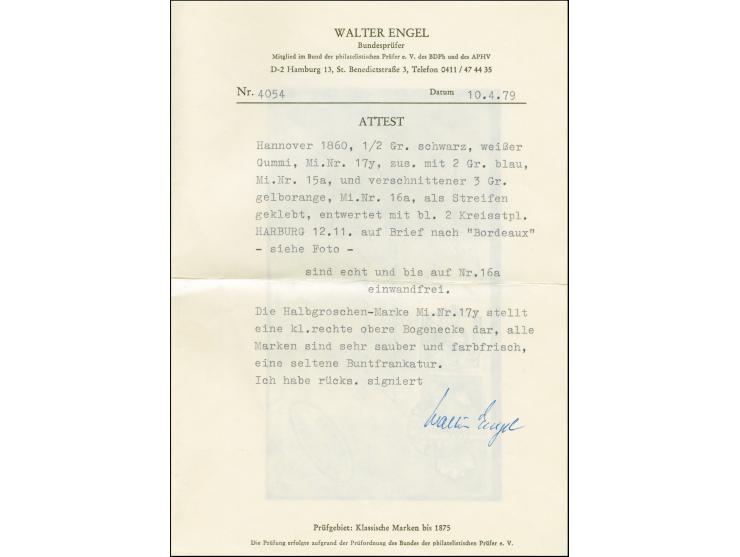 WALTER ENGEL
Bundesprüfer
Mitglied im Bund der philatelistischen Prüfer e. V. des BDPh und des APHV
D-2 Hamburg 13, St. Benedictstraße 3, Telefon 0411 / 47 44 35
Nr. 4054 Datum 10.4.79
ATTEST
Hannover 1860, 1/2 Gr. schwarz, weißer
Gummi, Mi.Nr. 17y, zus. mit 2 Gr. blau,
Mi.Nr. 15a, und verschnittener 3 Gr.
gelborange, Mi.Nr. 16a, als Streifen
geklebt, entwertet mit bl. 2 Kreisstpl.
HARBURG 12.11. auf Brief nach "Bordeaux"
- siehe Foto -
sind echt und bis auf Nr.16a
einwandfrei.
Die Halbgroschen-Marke Mi.Nr.17y stellt
eine kl.rechte obere Bogenecke dar, alle
Marken sind sehr sauber und farbfrisch,
eine seltene Buntfrankatur.
Ich habe rücks. signiert
Walter Engel
Prüfgebiet: Klassische Marken bis 1875
Die Prüfung erfolgte aufgrund der Prüfordnung des Bundes der philatelistischen Prüfer e. V.